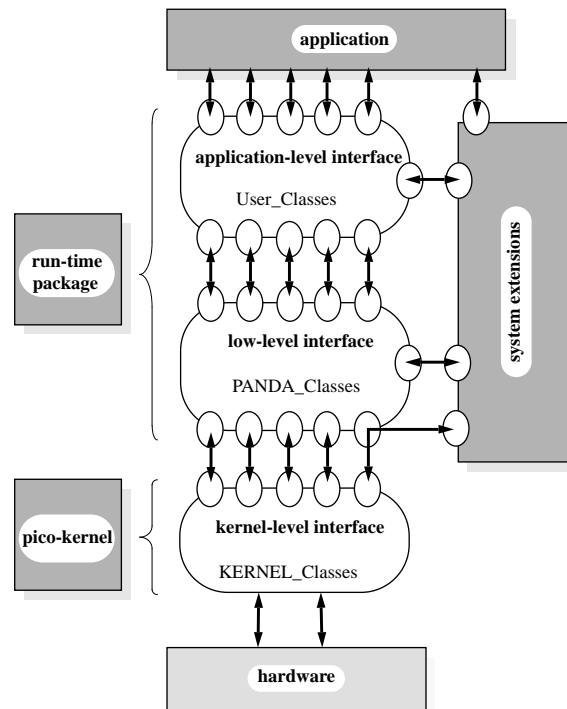 application
application-level interface
User_Classes
run-time
package
system extensions
low-level interface
PANDA_Classes
pico-kernel
kernel-level interface
KERNEL_Classes
hardware